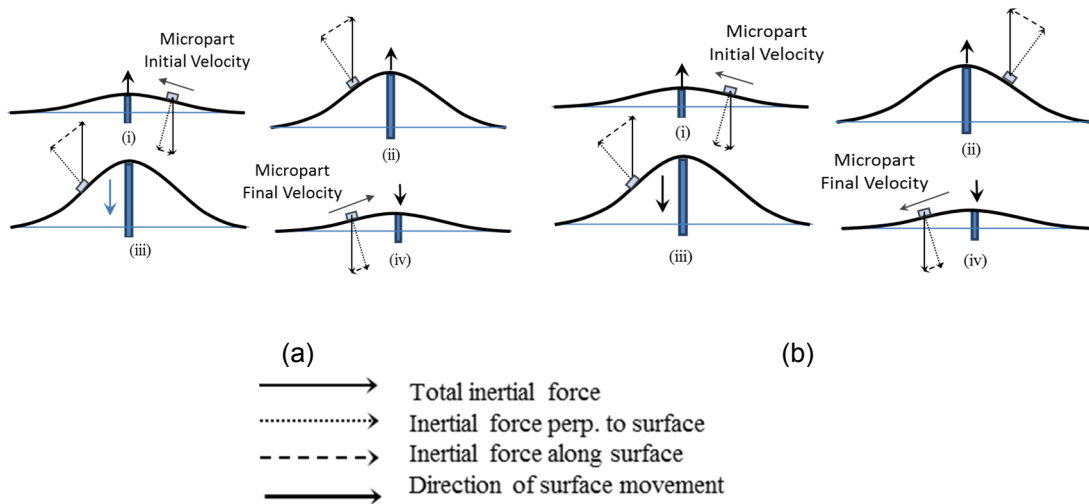 Micropart
Initial Velocity
(i)
(ii)
(iii)
Micropart
Final Velocity
(iv)
(a)
Micropart
Initial Velocity
(i)
(ii)
(iii)
Micropart
Final Velocity
(iv)
(b)
Total inertial force
Inertial force perp. to surface
Inertial force along surface
Direction of surface movement